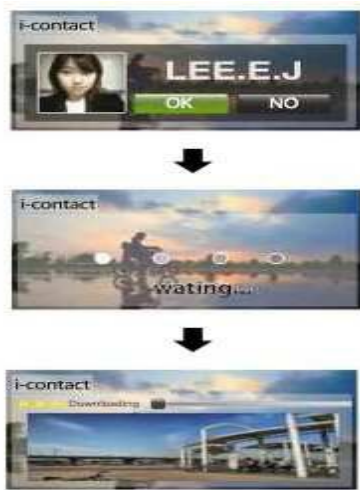 i-contact
LEE.E.J
OK NO
i-contact
wating...
i-contact
Downloading